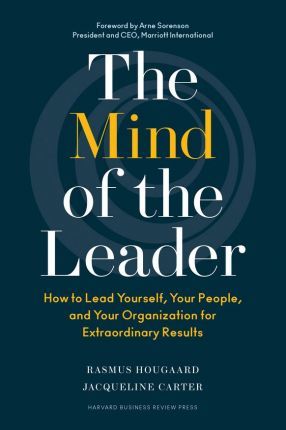 Foreword by Arne Sorenson
President and CEO, Marriott International
The
Mind
of the
Leader
How to Lead Yourself, Your People,
and Your Organization for
Extraordinary Results
RASMUS HOUGAARD
JACQUELINE CARTER
HARVARD BUSINESS REVIEW PRESS